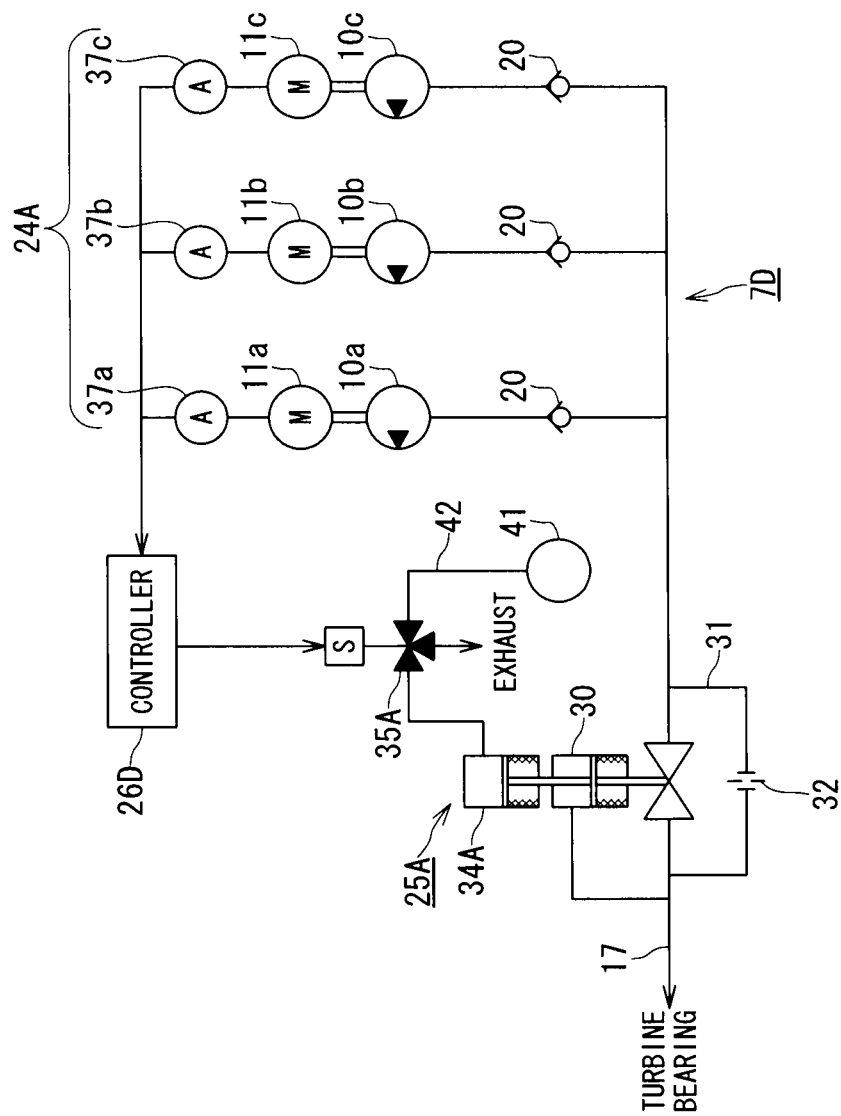 24A
37a
37b
37c
A
A
A
11a
11b
11c
M
M
M
10a
10b
10c
20
20
20
CONTROLLER
26D
S
35A
42
41
EXHAUST
25A
34A
30
31
32
17
7D
TURBINE
BEARING